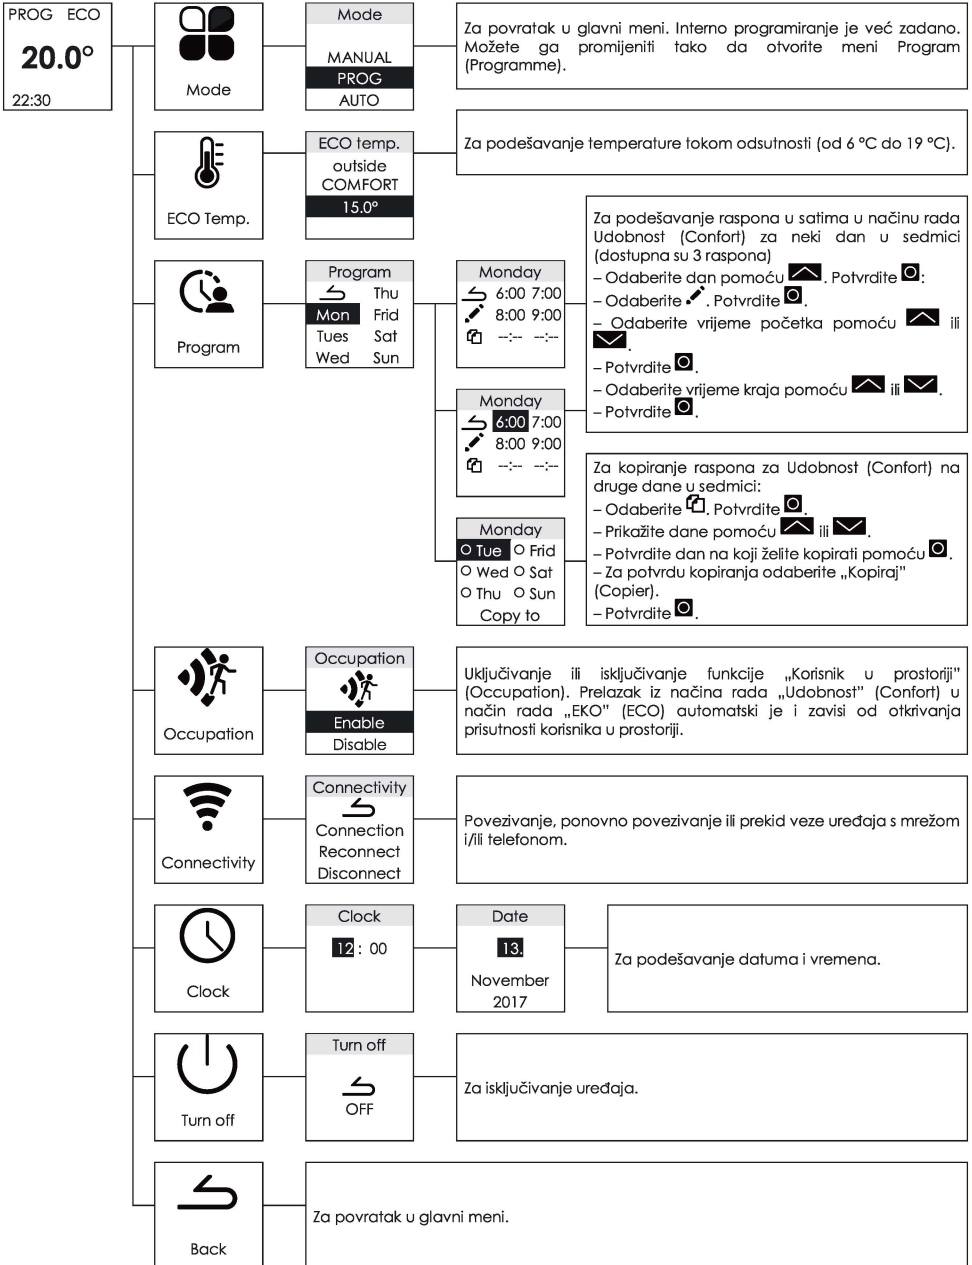 PROG ECO
20.0°
22:30
Mode
Mode
MANUAL
PROG
AUTO
Za povratak u glavni meni. Interno programiranje je već zadano.
Možete ga promijeniti tako da otvorite meni Program
(Programme).
ECO Temp.
ECO temp.
outside
COMFORT
15.0°
Za podešavanje temperature tokom odsutnosti (od 6 °C do 19 °C).
Program
Program
Thu
Mon Frid
Tues Sat
Wed Sun
Monday
6:00 7:00
8:00 9:00
--:-- --:--
Monday
6:00 7:00
8:00 9:00
--:-- --:--
Za podešavanje raspona u satima u načinu rada
Udobnost (Confort) za neki dan u sedmici
(dostupna su 3 raspona)
– Odaberite dan pomoću . Potvrdite :
– Odaberite . Potvrdite .
– Odaberite vrijeme početka pomoću ili
.
– Potvrdite .
– Odaberite vrijeme kraja pomoću ili .
– Potvrdite .
Monday
Tue Frid
Wed Sat
Thu Sun
Copy to
Za kopiranje raspona za Udobnost (Confort) na
druge dane u sedmici:
– Odaberite . Potvrdite .
– Prikažite dane pomoću ili .
– Potvrdite dan na koji želite kopirati pomoću .
– Za potvrdu kopiranja odaberite „Kopiraj”
(Copier).
– Potvrdite .
Occupation
Occupation
Enable
Disable
Uključivanje ili isključivanje funkcije „Korisnik u prostoriji”
(Occupation). Prelazak iz načina rada „Udobnost” (Confort) u
način rada „EKO” (ECO) automatski je i zavisi od otkrivanja
prisutnosti korisnika u prostoriji.
Connectivity
Connectivity
Connection
Reconnect
Disconnect
Povezivanje, ponovno povezivanje ili prekid veze uređaja s mrežom
i/ili telefonom.
Clock
Clock
12 : 00
Date
13.
November
2017
Za podešavanje datuma i vremena.
Turn off
Turn off
OFF
Za isključivanje uređaja.
Back
Za povratak u glavni meni.